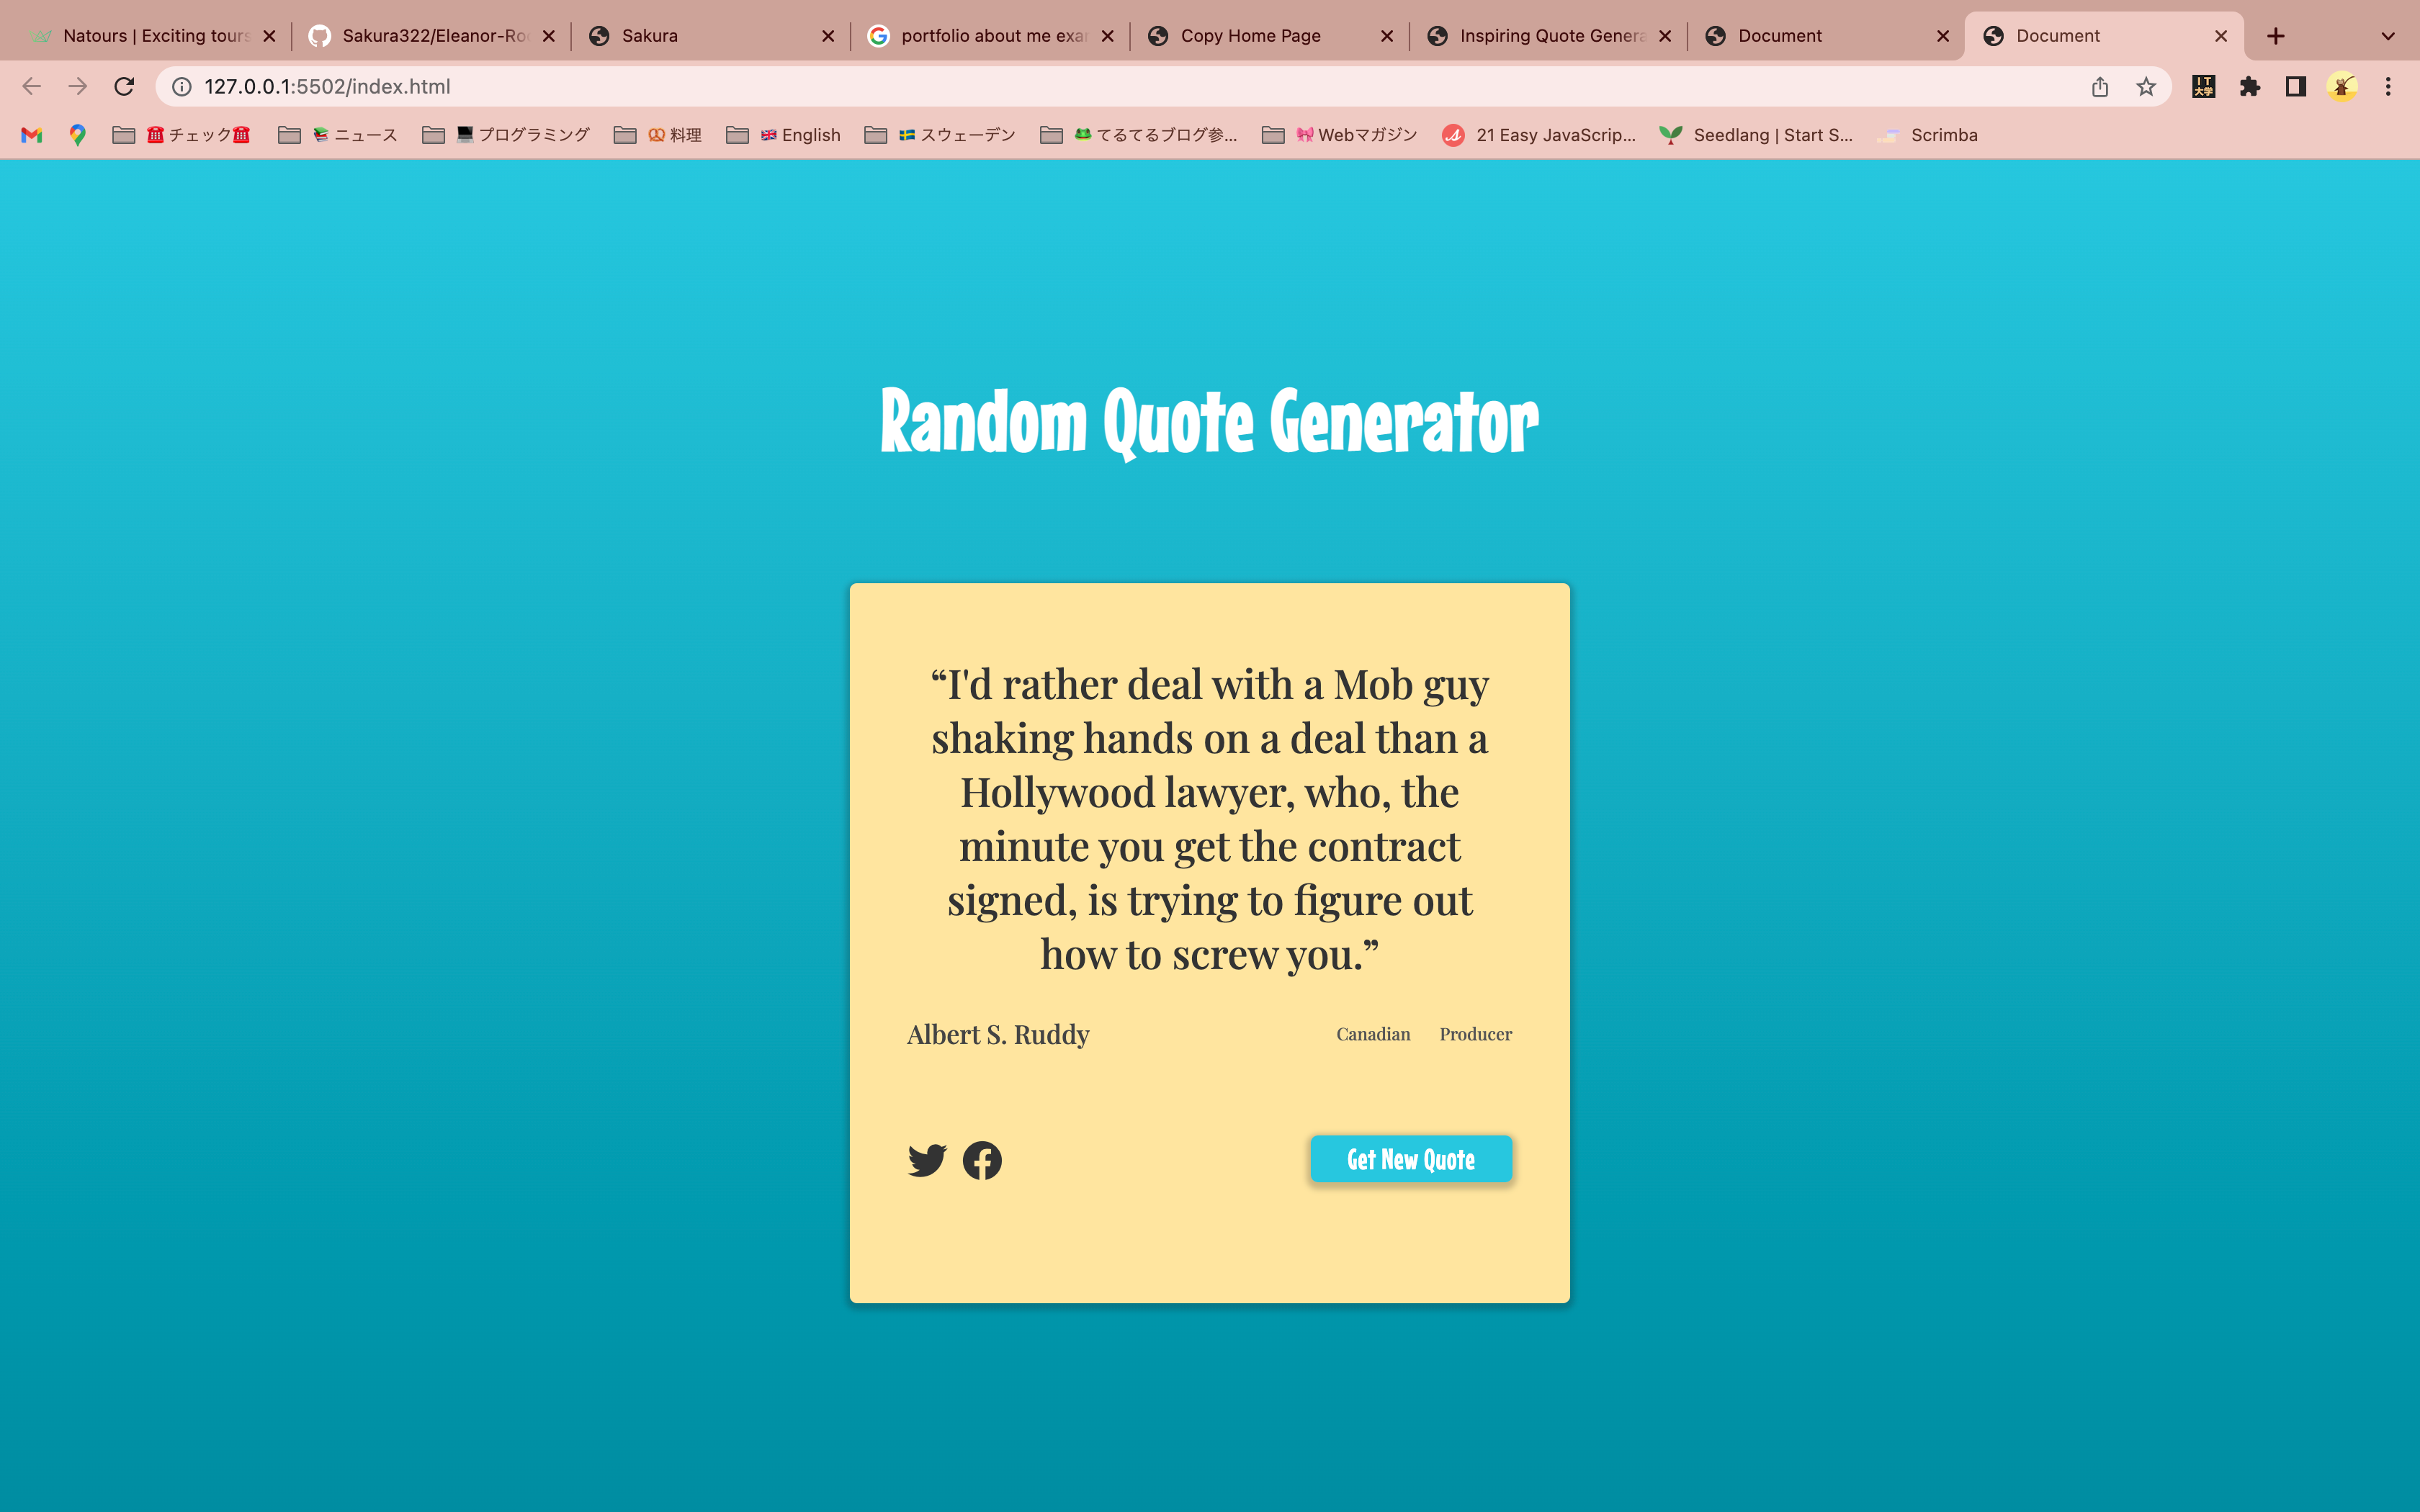 Natours | Exciting tours
Sakura322/Eleanor-Ro
Sakura
portfolio about me exa
Copy Home Page
Inspiring Quote Genera
Document
Document
127.0.0.1:5502/index.html
IT
大学
☎️チェック☎️
📚ニュース
💻プログラミング
🥨料理
🇬🇧English
🇸🇪スウェーデン
🐸てるてるブログ参...
🎀Webマガジン
21 Easy JavaScrip...
Seedlang | Start S...
Scrimba
Random Quote Generator
“I'd rather deal with a Mob guy
shaking hands on a deal than a
Hollywood lawyer, who, the
minute you get the contract
signed, is trying to figure out
how to screw you.”
Albert S. Ruddy
Canadian Producer
Get New Quote